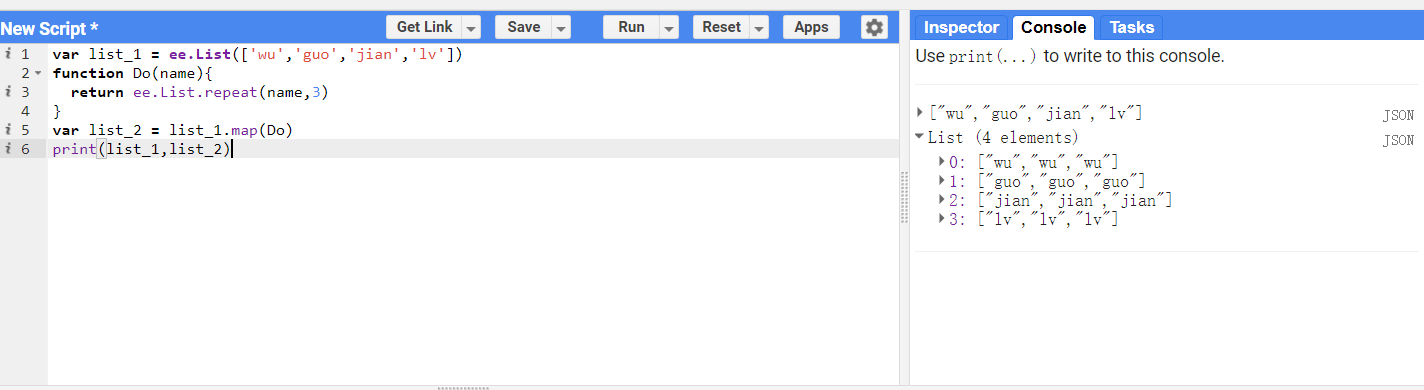 New Script *
Get Link
Save
Run
Reset
Apps
i 1 var list_1 = ee.List(['wu','guo','jian','lv'])
2 function Do(name){
i 3 return ee.List.repeat(name,3)
4 }
i 5 var list_2 = list_1.map(Do)
i 6 print(list_1,list_2)
Inspector
Console
Tasks
Use print(...) to write to this console.
["wu","guo","jian","lv"] JSON
List (4 elements) JSON
0: ["wu","wu","wu"]
1: ["guo","guo","guo"]
2: ["jian","jian","jian"]
3: ["lv","lv","lv"]